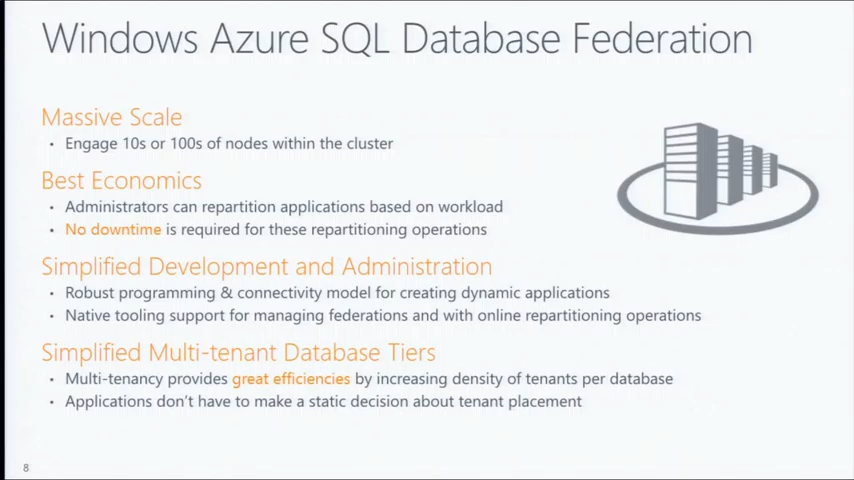 Windows Azure SQL Database Federation
Massive Scale
• Engage 10s or 100s of nodes within the cluster
Best Economics
• Administrators can repartition applications based on workload
• No downtime is required for these repartitioning operations
Simplified Development and Administration
• Robust programming & connectivity model for creating dynamic applications
• Native tooling support for managing federations and with online repartitioning operations
Simplified Multi-tenant Database Tiers
• Multi-tenancy provides great efficiencies by increasing density of tenants per database
• Applications don't have to make a static decision about tenant placement
8